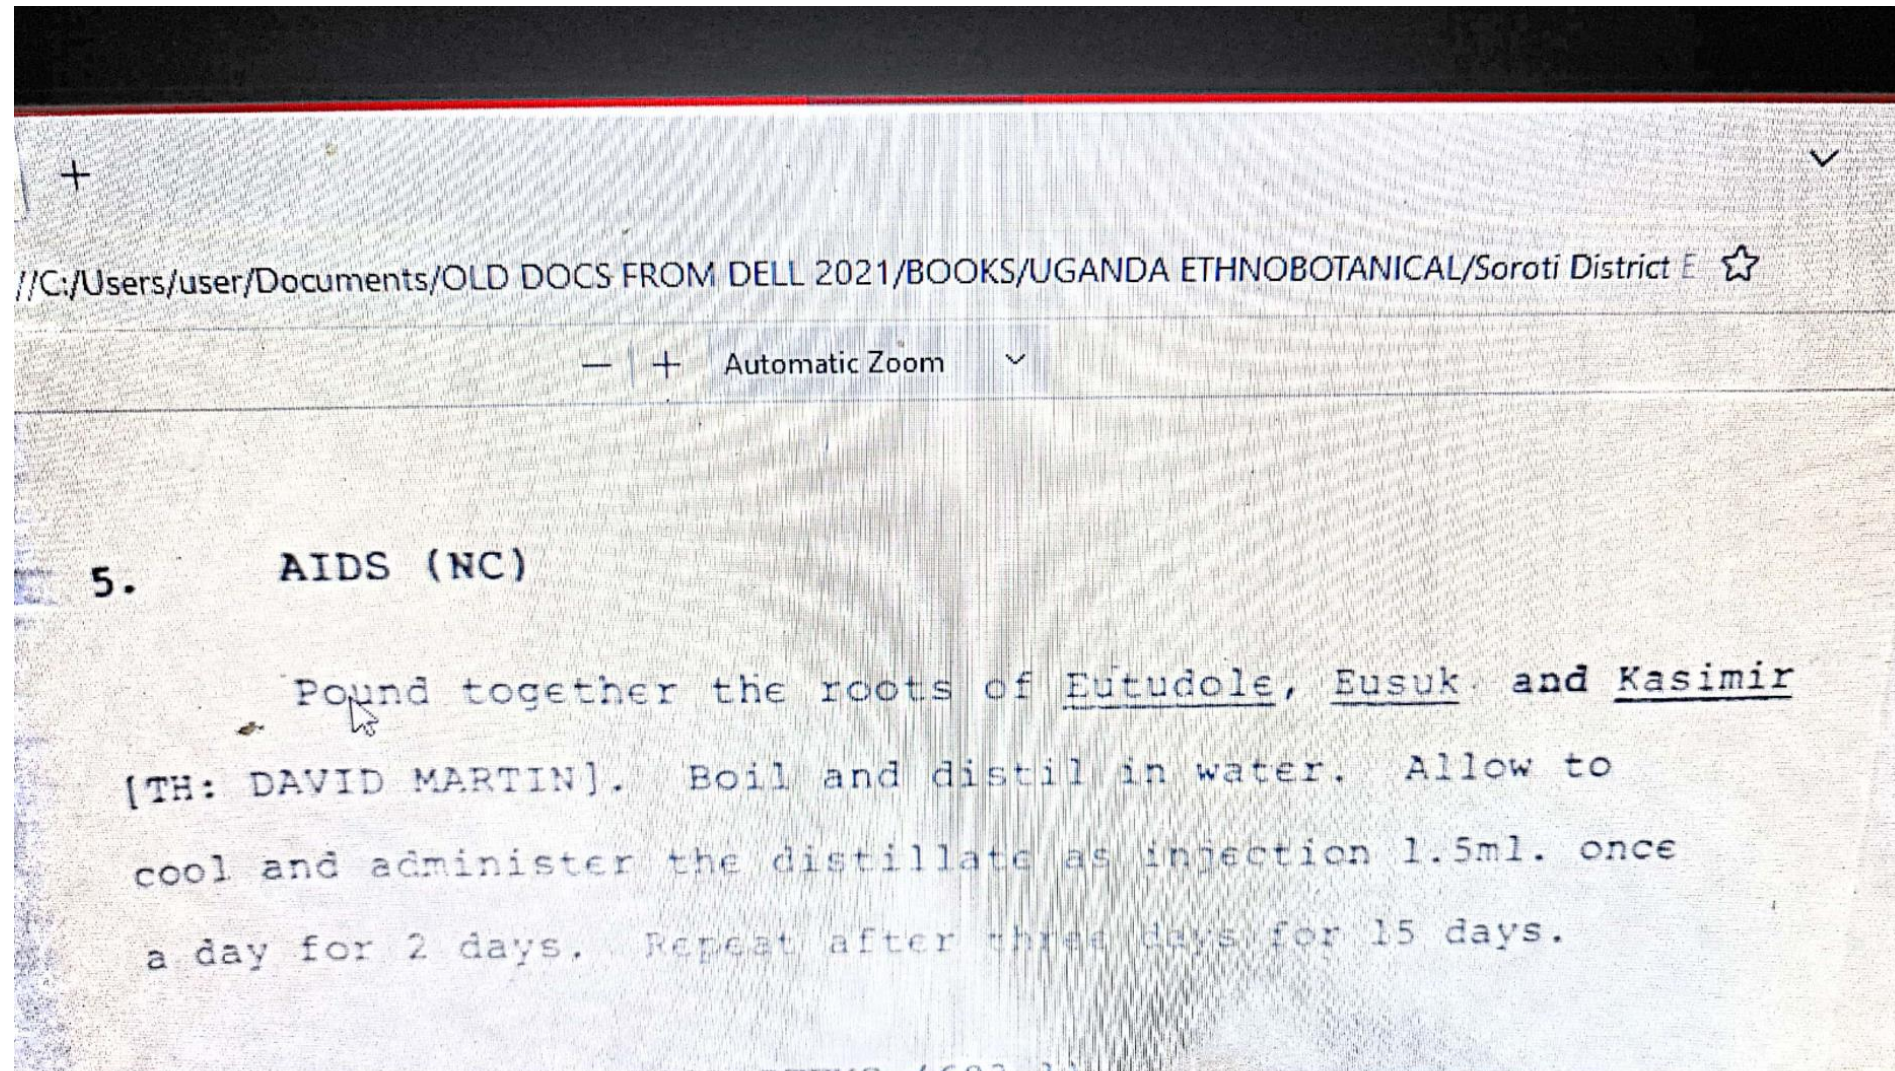 +
//C:/Users/user/Documents/OLD DOCS FROM DELL 2021/BOOKS/UGANDA ETHNOBOTANICAL/Soroti District E
− + Automatic Zoom
5. AIDS (NC)
Pound together the roots of Eutudole, Eusuk and Kasimir
[TH: DAVID MARTIN]. Boil and distil in water. Allow to
cool and administer the distillate as injection 1.5ml. once
a day for 2 days. Repeat after three days for 15 days.